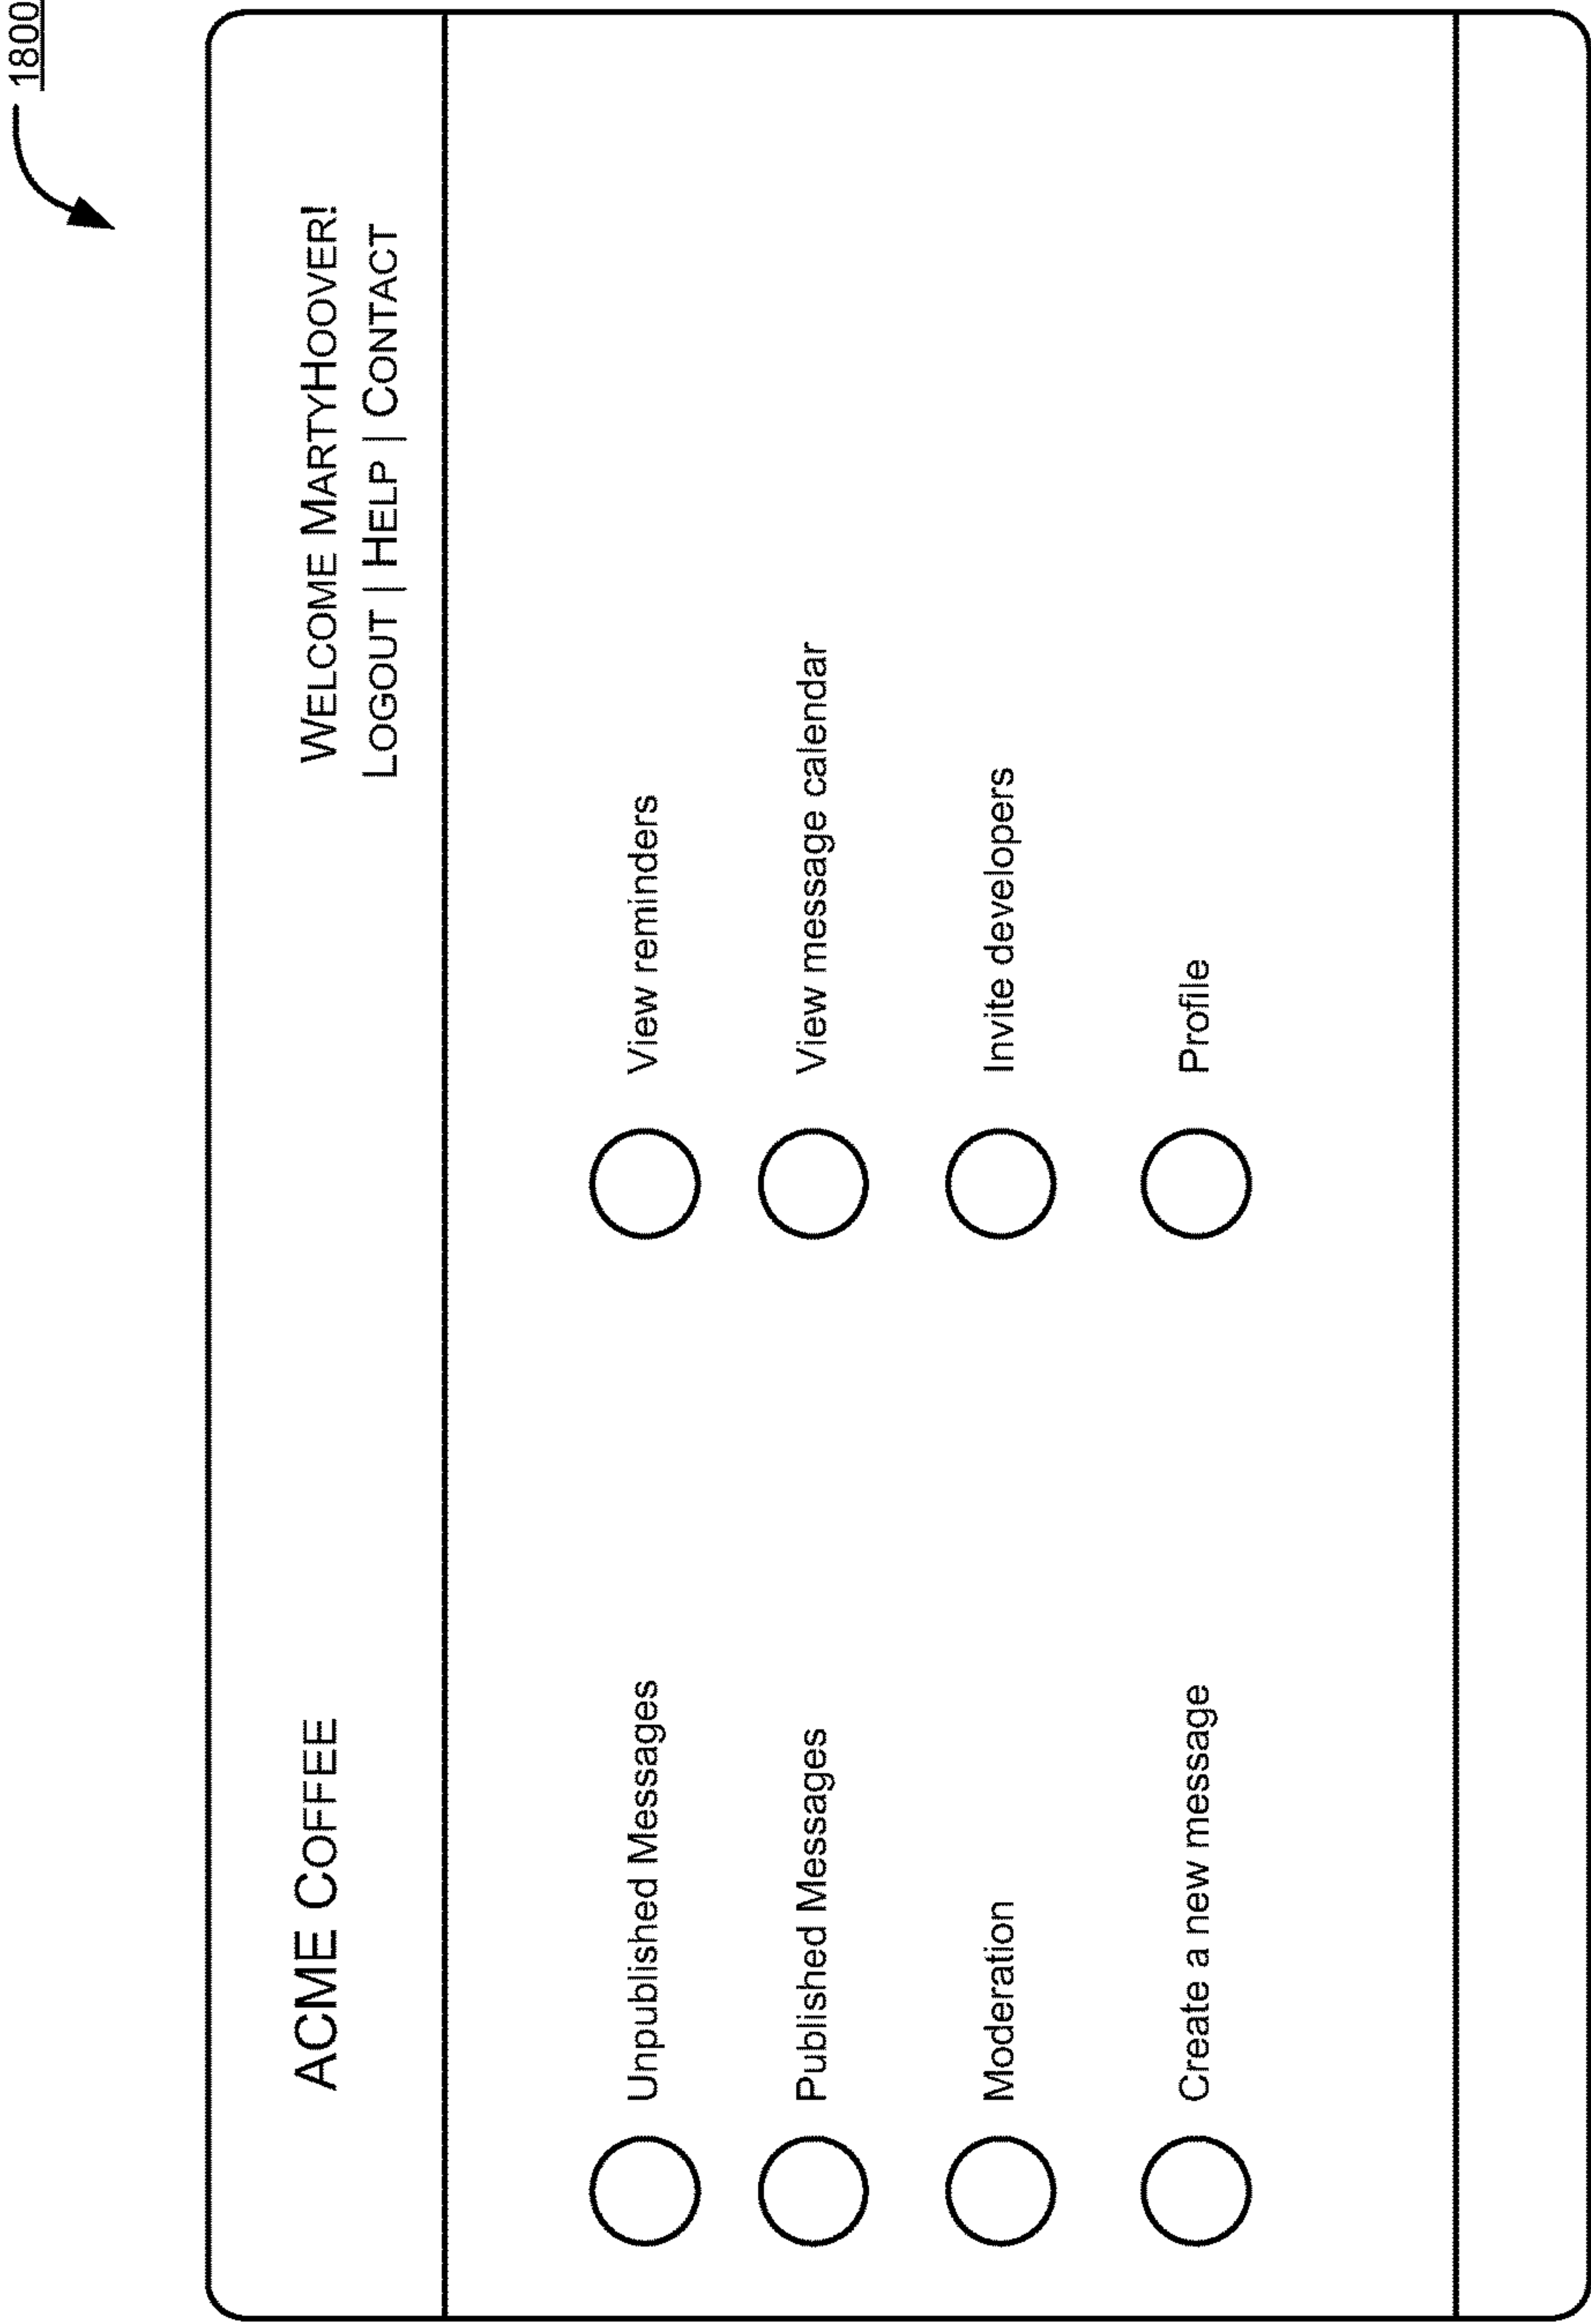 1800
ACME COFFEE
WELCOME MARTYHOOVER!
LOGOUT | HELP | CONTACT
Unpublished Messages
View reminders
Published Messages
View message calendar
Moderation
Invite developers
Create a new message
Profile